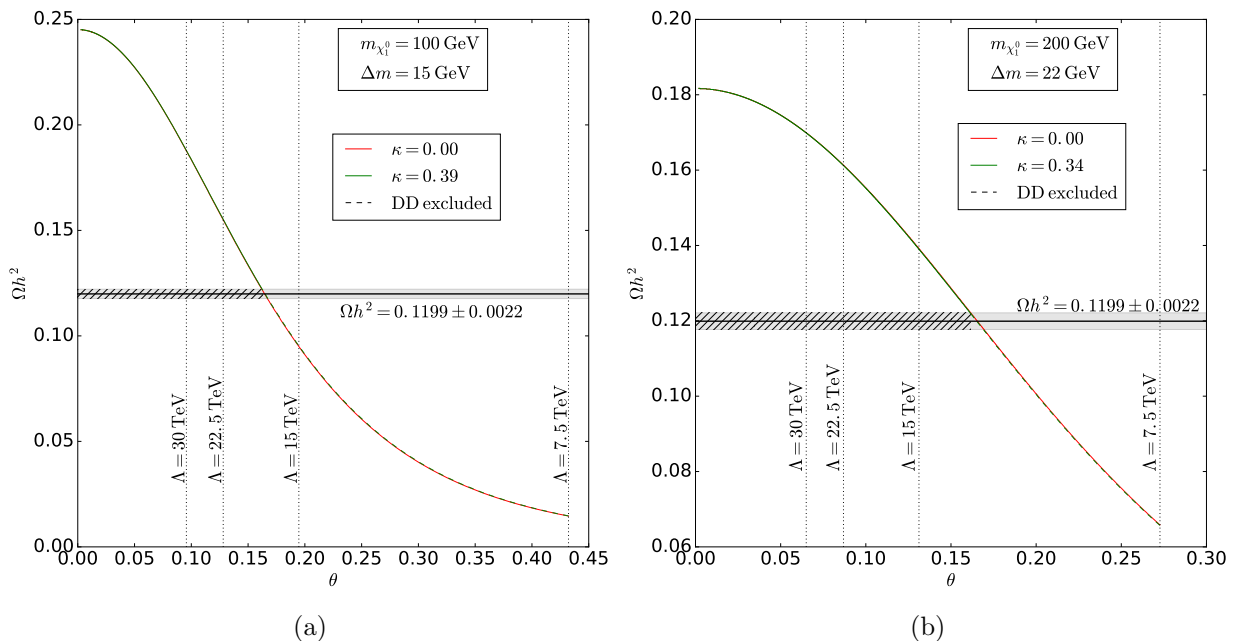 0.25
0.20
0.15
0.10
0.05
0.00
Ωh²
0.00 0.05 0.10 0.15 0.20 0.25 0.30 0.35 0.40 0.45
θ
m_{χ_1^0} = 100 GeV
Δm = 15 GeV
κ = 0.00
κ = 0.39
DD excluded
Ωh² = 0.1199 ± 0.0022
Λ = 30 TeV
Λ = 22.5 TeV
Λ = 15 TeV
Λ = 7.5 TeV
(a)
0.20
0.18
0.16
0.14
0.12
0.10
0.08
0.06
Ωh²
0.00 0.05 0.10 0.15 0.20 0.25 0.30
θ
m_{χ_1^0} = 200 GeV
Δm = 22 GeV
κ = 0.00
κ = 0.34
DD excluded
Ωh² = 0.1199 ± 0.0022
Λ = 30 TeV
Λ = 22.5 TeV
Λ = 15 TeV
Λ = 7.5 TeV
(b)